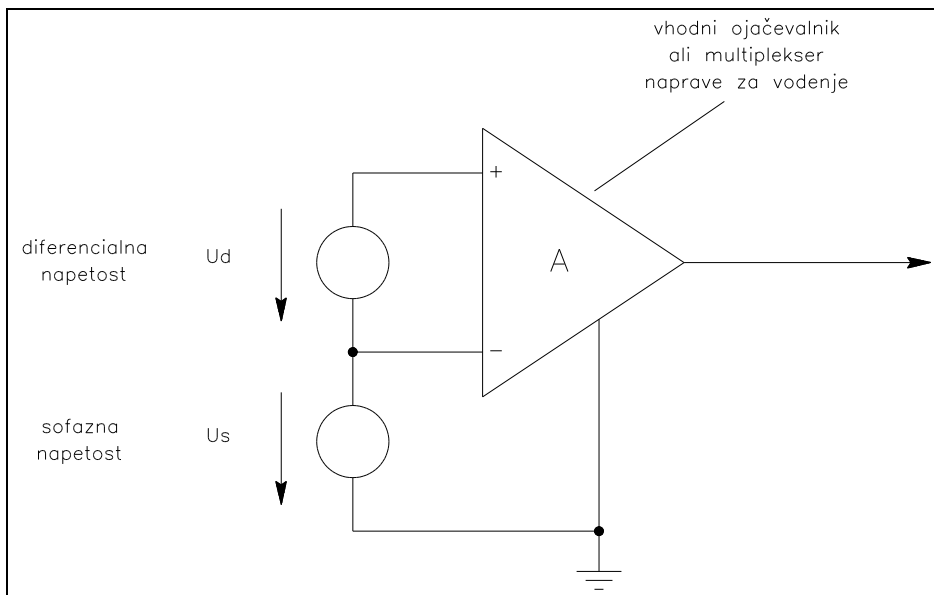 vhodni ojačevalnik
ali multiplekser
naprave za vodenje
+
diferencialna
napetost
Ud
A
−
sofazna
napetost
Us